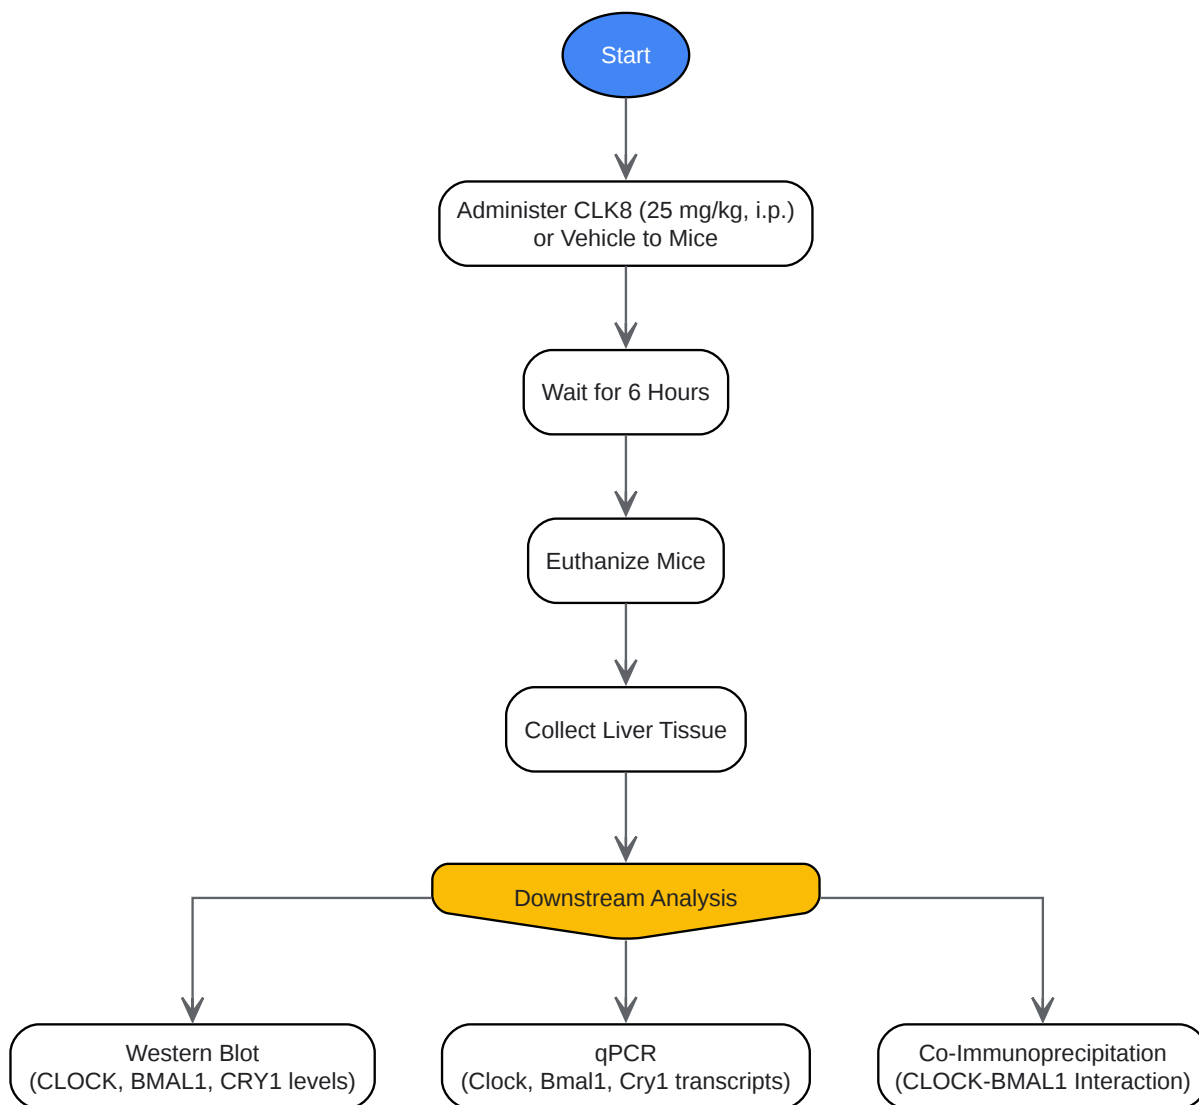 Start
Administer CLK8 (25 mg/kg, i.p.)
or Vehicle to Mice
Wait for 6 Hours
Euthanize Mice
Collect Liver Tissue
Downstream Analysis
Western Blot
(CLOCK, BMAL1, CRY1 levels)
qPCR
(Clock, Bmal1, Cry1 transcripts)
Co-Immunoprecipitation
(CLOCK-BMAL1 Interaction)